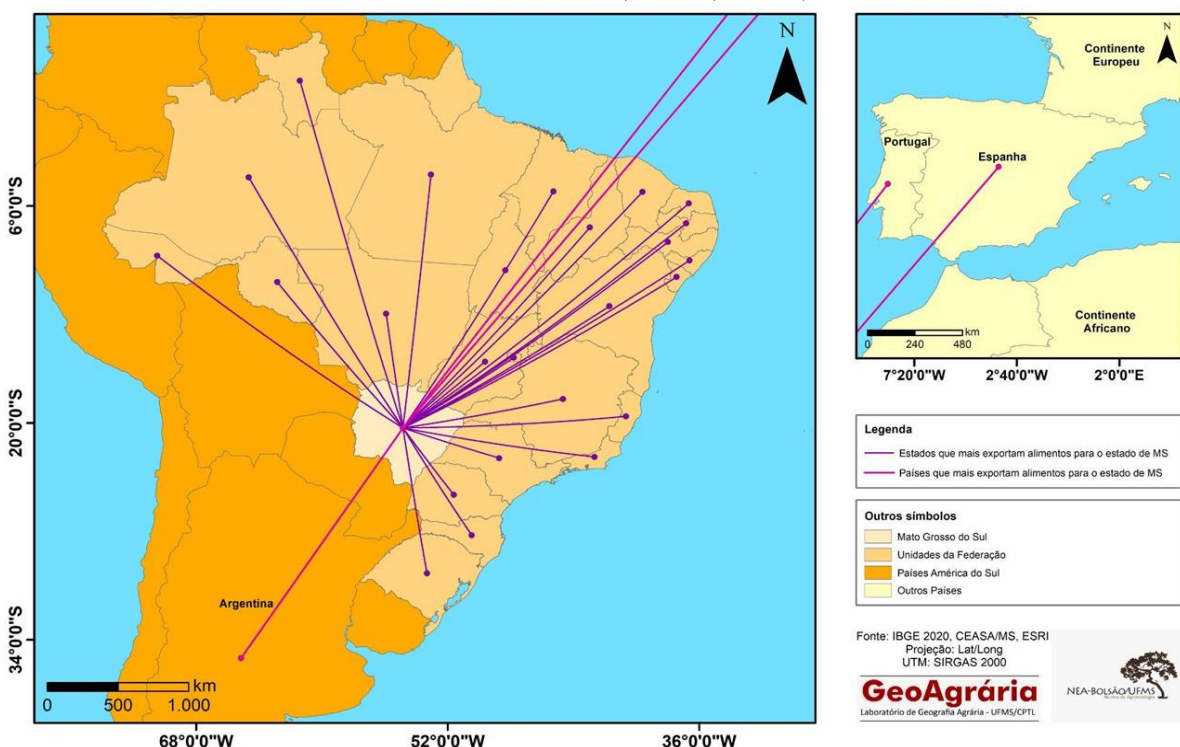 N
6°0'0"S
20°0'0"S
34°0'0"S
Argentina
km
0 500 1.000
68°0'0"W 52°0'0"W 36°0'0"W
N
Continente
Europeu
Portugal
Espanha
Continente
Africano
km
0 240 480
7°20'0"W 2°40'0"W 2°0'0"E
Legenda
Estados que mais exportam alimentos para o estado de MS
Países que mais exportam alimentos para o estado de MS
Outros símbolos
Mato Grosso do Sul
Unidades da Federação
Países América do Sul
Outros Países
Fonte: IBGE 2020, CEASA/MS, ESRI
Projeção: Lat/Long
UTM: SIRGAS 2000
GeoAgrária
Laboratório de Geografia Agrária - UFMS/CPTL
NEA-BOLSÃO/UFMS